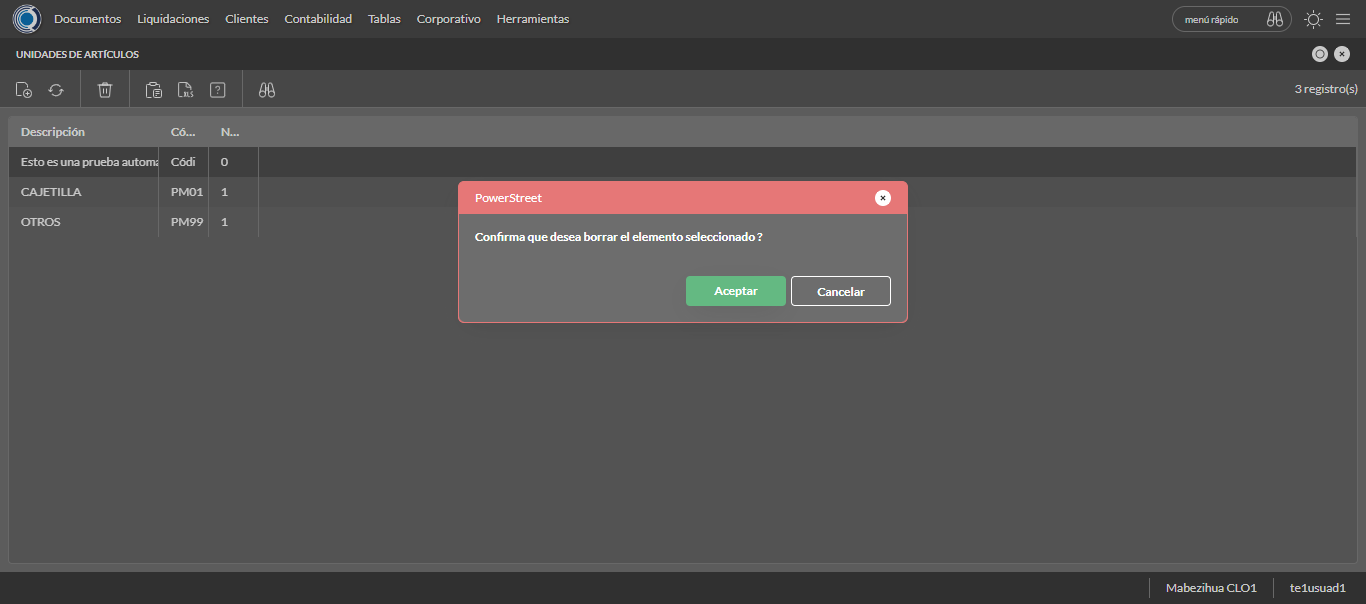 Documentos Liquidaciones Clientes Contabilidad Tablas Corporativo Herramientas menú rápido
UNIDADES DE ARTÍCULOS
XLS ? 3 registro(s)
Descripción Có... N...
Esto es una prueba automa Códi 0
CAJETILLA PM01 1
OTROS PM99 1
PowerStreet
Confirma que desea borrar el elemento seleccionado ?
Aceptar Cancelar
Mabezihua CLO1 te1usuad1